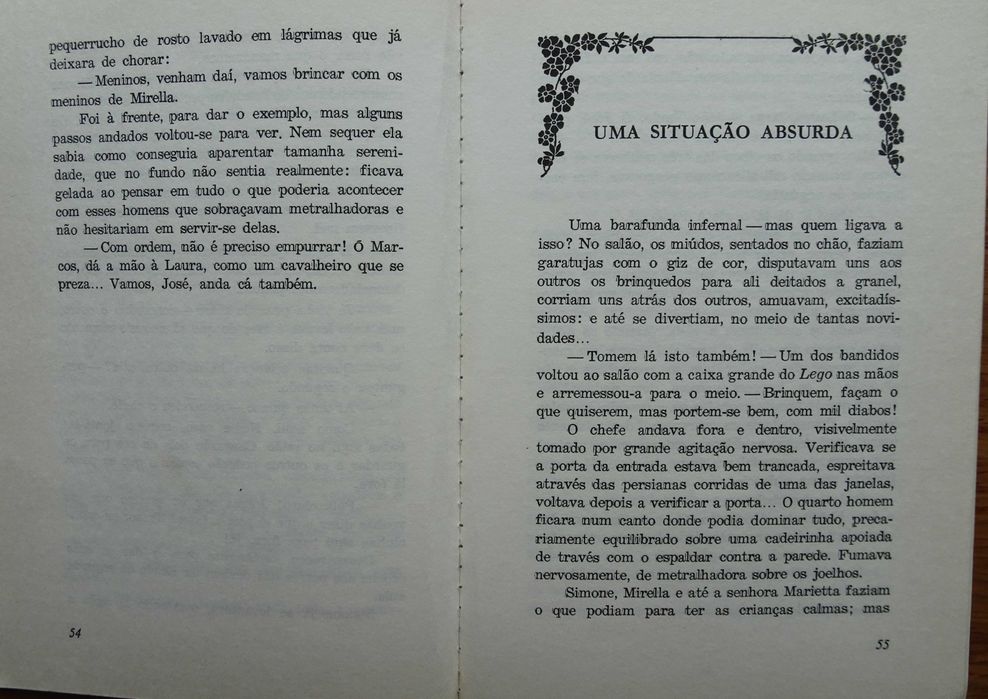 pequerrucho de rosto lavado em lágrimas que já
deixara de chorar:
— Meninos, venham daí, vamos brincar com os
meninos de Mirella.
Foi à frente, para dar o exemplo, mas alguns
passos andados voltou-se para ver. Nem sequer ela
sabia como conseguia aparentar tamanha sereni-
dade, que no fundo não sentia realmente: ficava
gelada ao pensar em tudo o que poderia acontecer
com esses homens que sobraçavam metralhadoras e
não hesitariam em servir-se delas.
— Com ordem, não é preciso empurrar! Ó Mar-
cos, dá a mão à Laura, como um cavalheiro que se
preza... Vamos, José, anda cá também.
54
UMA SITUAÇÃO ABSURDA
Uma barafunda infernal — mas quem ligava a
isso? No salão, os miúdos, sentados no chão, faziam
garatujas com o giz de cor, disputavam uns aos
outros os brinquedos para ali deitados a granel,
corriam uns atrás dos outros, amuavam, excitadís-
simos: e até se divertiam, no meio de tantas novi-
dades...
— Tomem lá isto também! — Um dos bandidos
voltou ao salão com a caixa grande do Lego nas mãos
e arremessou-a para o meio. — Brinquem, façam o
que quiserem, mas portem-se bem, com mil diabos!
O chefe andava fora e dentro, visivelmente
tomado por grande agitação nervosa. Verificava se
a porta da entrada estava bem trancada, espreitava
através das persianas corridas de uma das janelas,
voltava depois a verificar a porta... O quarto homem
ficara num canto donde podia dominar tudo, preca-
riamente equilibrado sobre uma cadeirinha apoiada
de través com o espaldar contra a parede. Fumava
nervosamente, de metralhadora sobre os joelhos.
Simone, Mirella e até a senhora Marietta faziam
o que podiam para ter as crianças calmas; mas
55